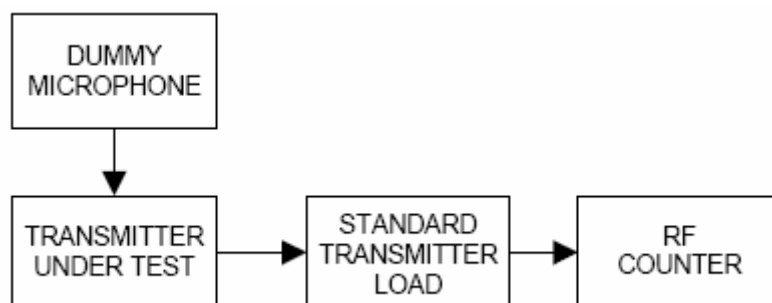 DUMMY
MICROPHONE
TRANSMITTER
UNDER TEST
STANDARD
TRANSMITTER
LOAD
RF
COUNTER